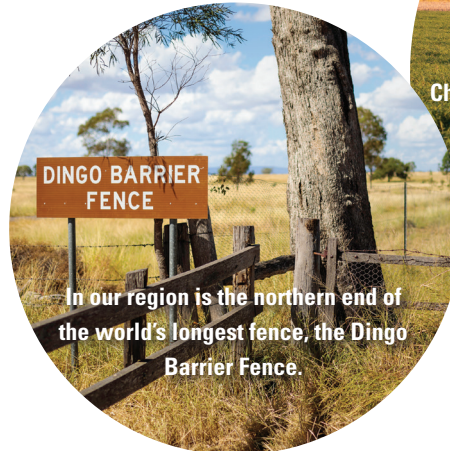 Ch
DINGO BARRIER
FENCE
In our region is the northern end of
the world's longest fence, the Dingo
Barrier Fence.